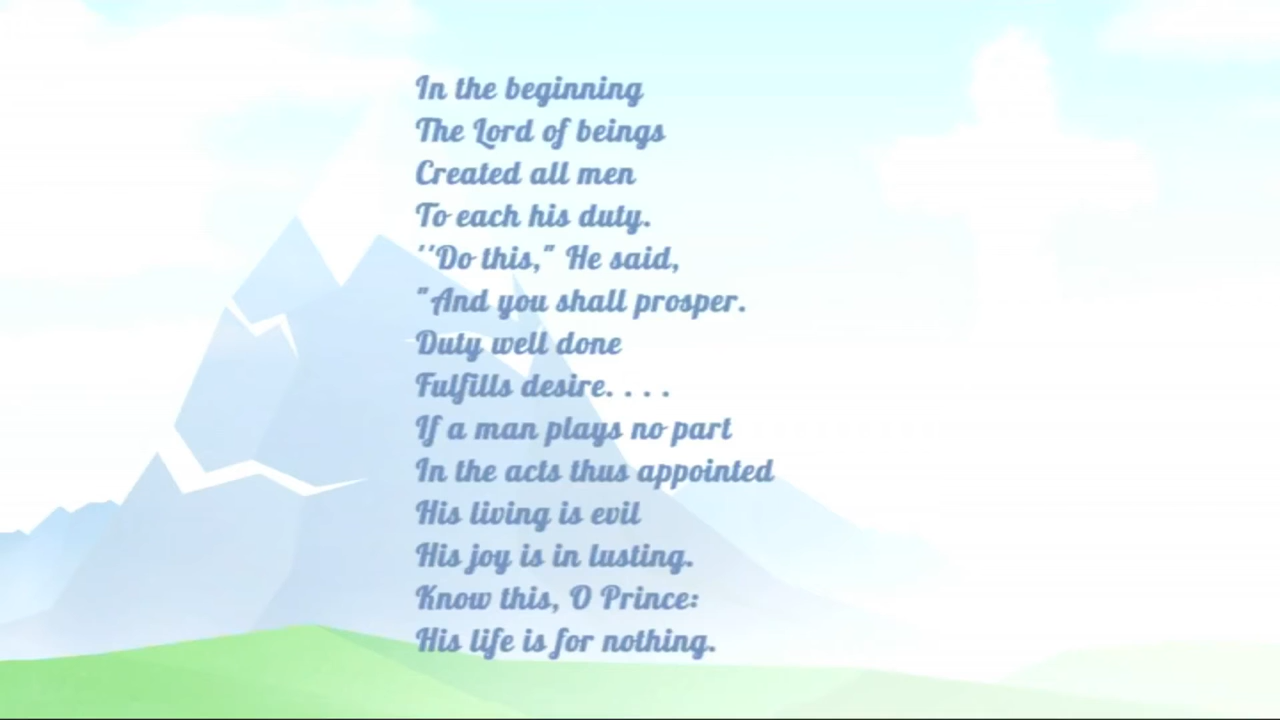 In the beginning
The Lord of beings
Created all men
To each his duty.
''Do this," He said,
"And you shall prosper.
Duty well done
Fulfills desire. . . .
If a man plays no part
In the acts thus appointed
His living is evil
His joy is in lusting.
Know this, O Prince:
His life is for nothing.